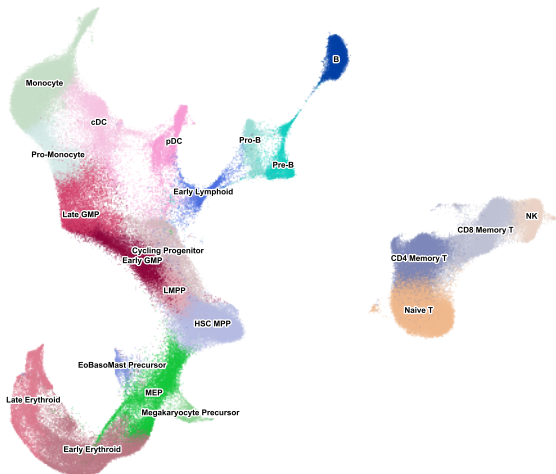 B
Monocyte
cDC
pDC
Pro-B
Pro-Monocyte
Pre-B
Early Lymphoid
Late GMP
NK
CD8 Memory T
Cycling Progenitor
Early GMP
CD4 Memory T
LMPP
Naive T
HSC MPP
EoBasoMast Precursor
MEP
Late Erythroid
Megakaryocyte Precursor
Early Erythroid